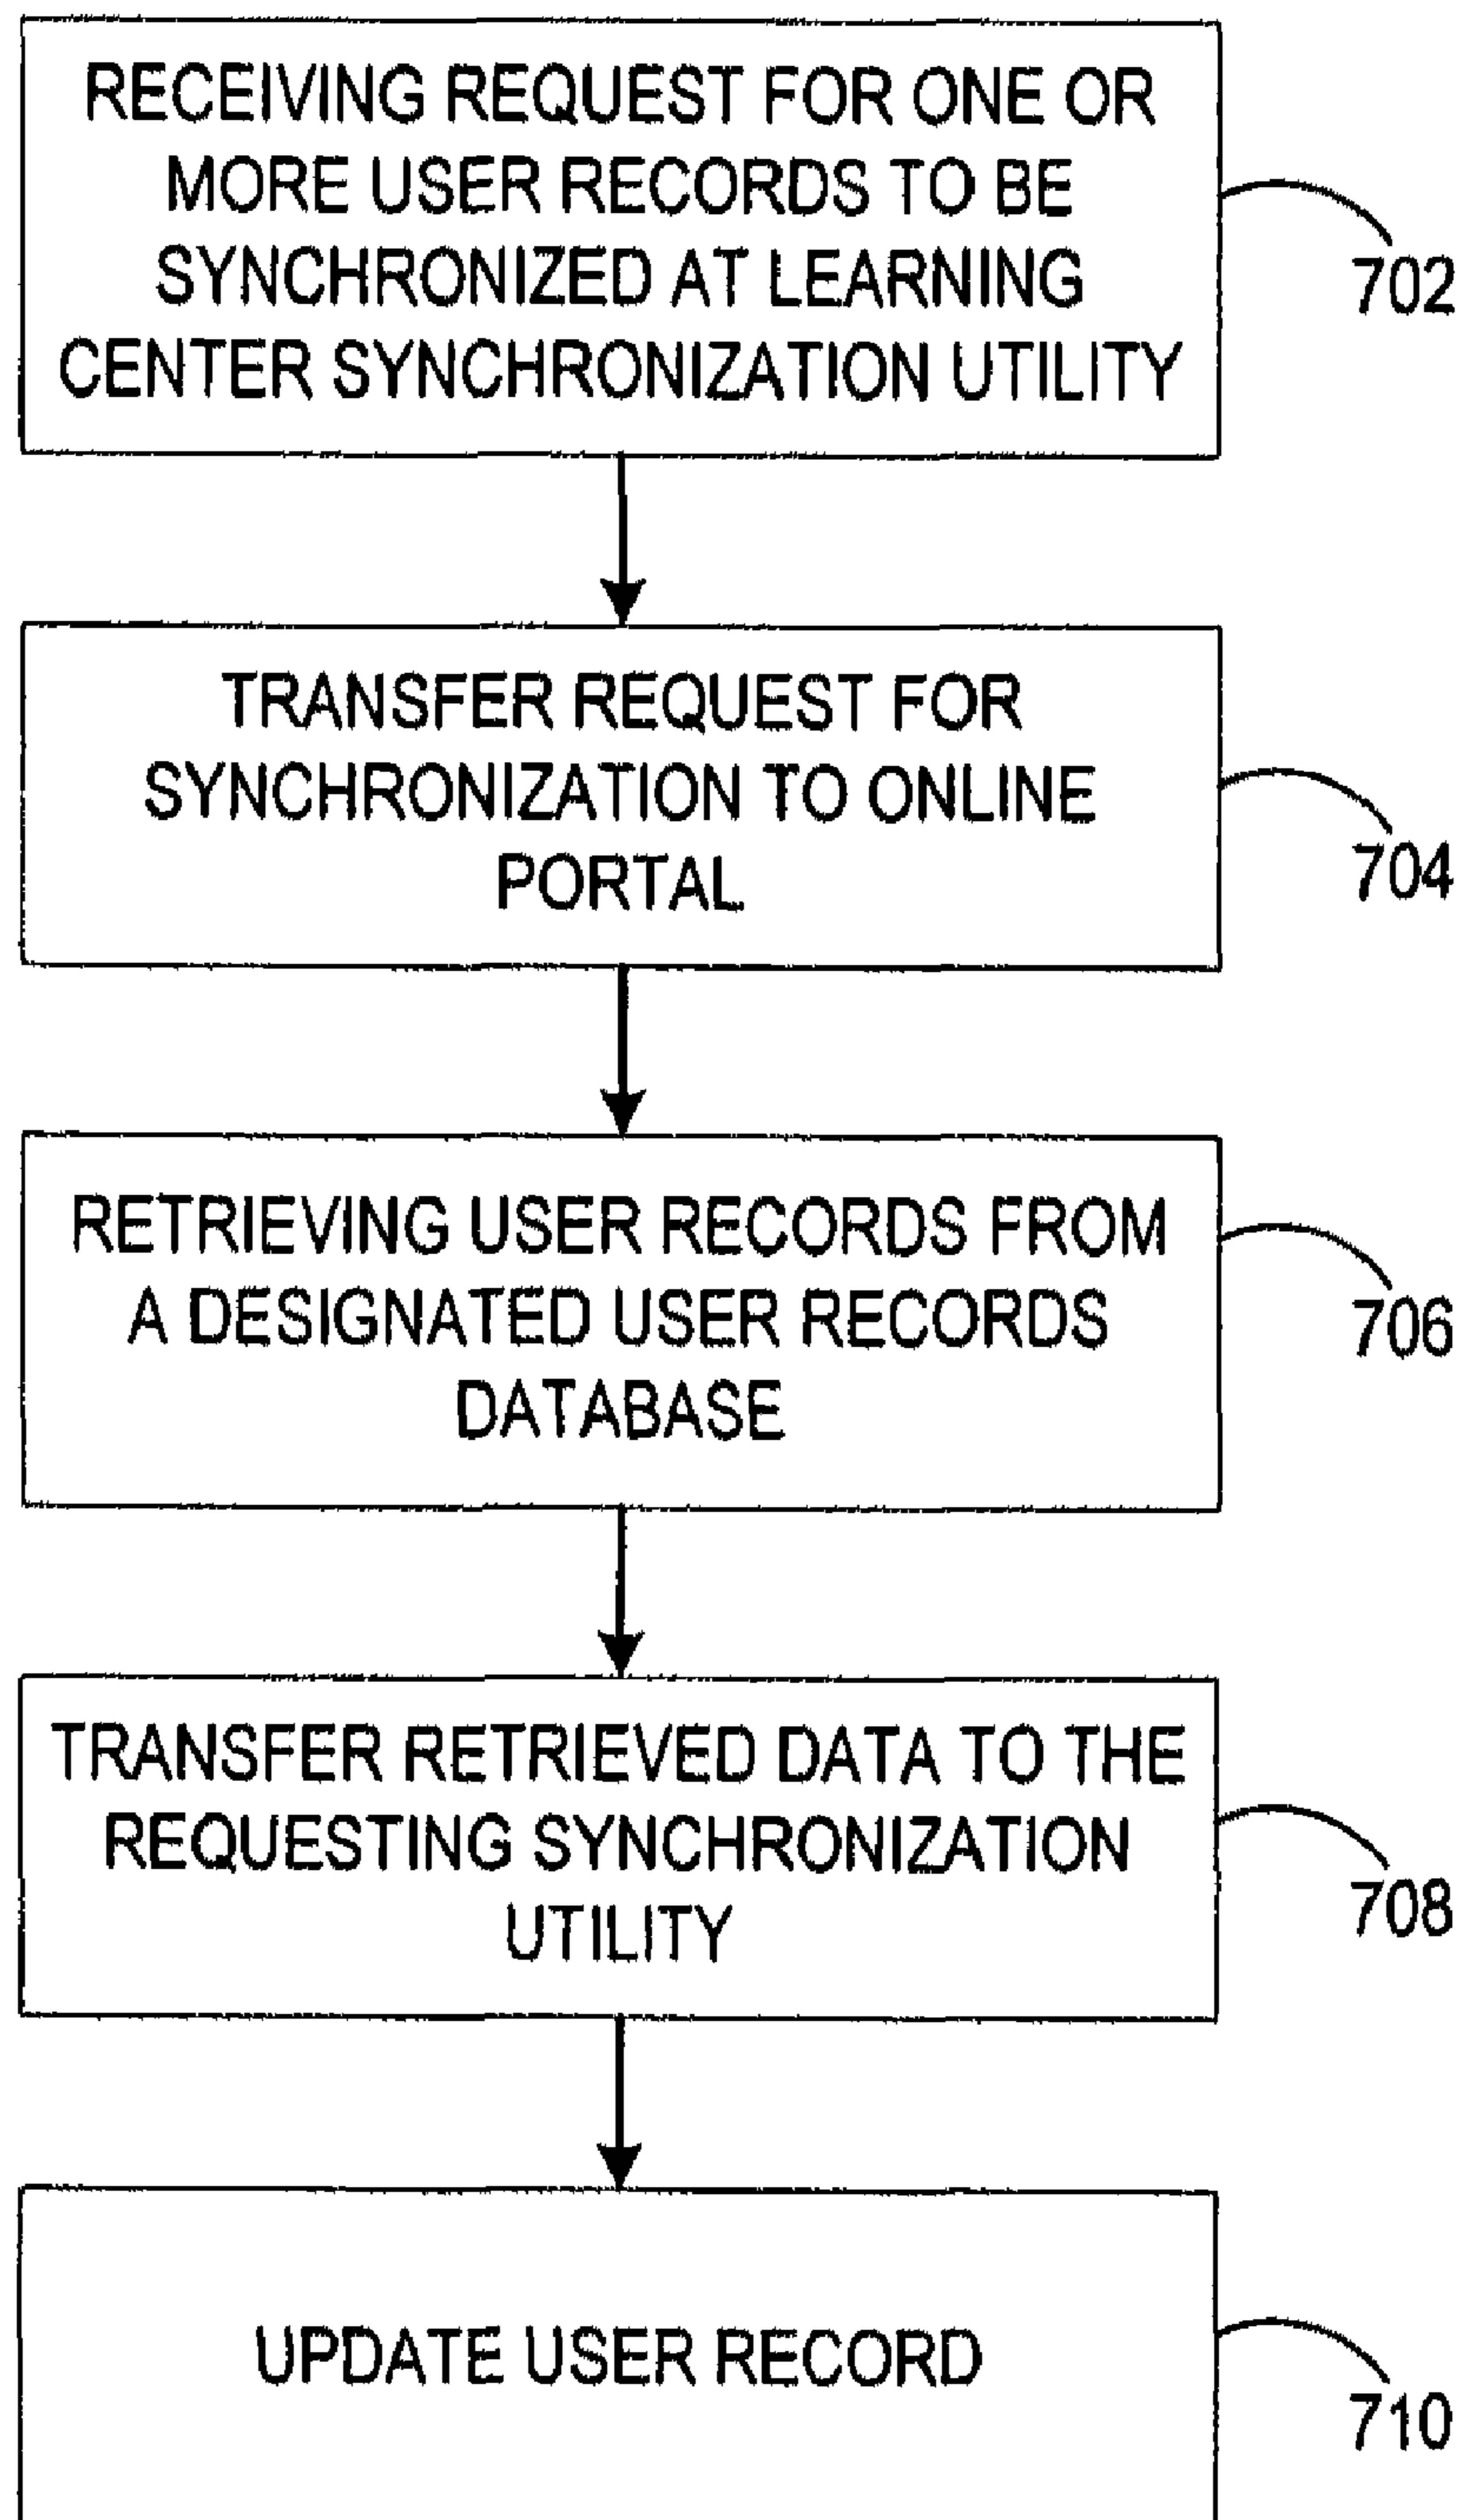 RECEIVING REQUEST FOR ONE OR
MORE USER RECORDS TO BE
SYNCHRONIZED AT LEARNING
CENTER SYNCHRONIZATION UTILITY
702
TRANSFER REQUEST FOR
SYNCHRONIZATION TO ONLINE
PORTAL
704
RETRIEVING USER RECORDS FROM
A DESIGNATED USER RECORDS
DATABASE
706
TRANSFER RETRIEVED DATA TO THE
REQUESTING SYNCHRONIZATION
UTILITY
708
UPDATE USER RECORD
710